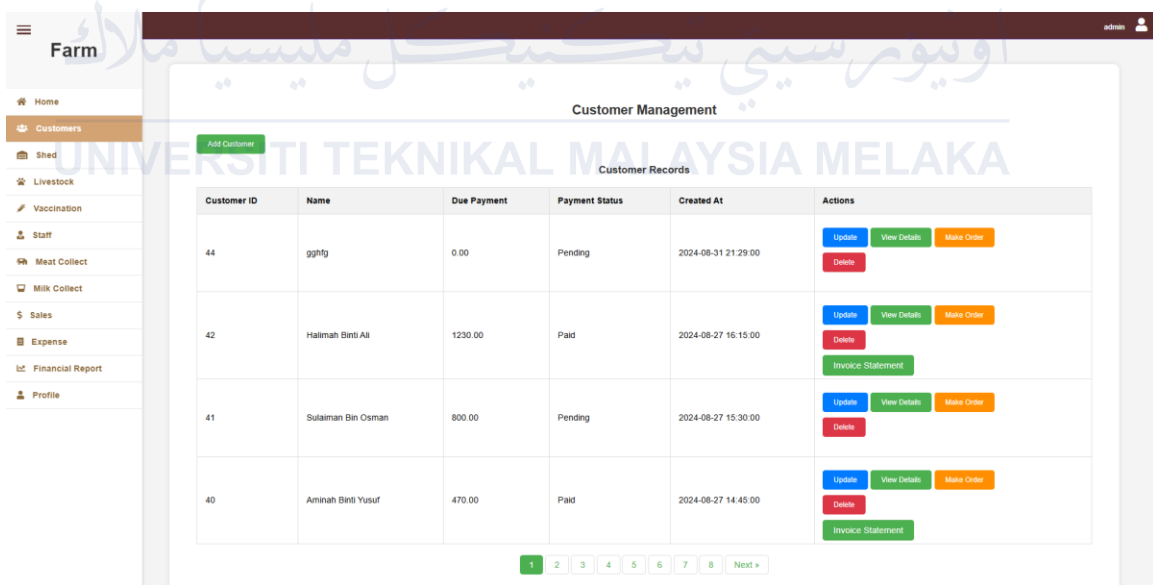 admin
Farm
اونيورسيتي تيكنيكل مليسيا ملاك
Home
Customer Management
Customers
Add Customer
Shed
UNIVERSITI TEKNIKAL MALAYSIA MELAKA
Customer Records
Livestock
Customer ID Name Due Payment Payment Status Created At Actions
Vaccination
Staff
Meat Collect
Milk Collect
$ Sales
Expense
Financial Report
Profile
44 gghfg 0.00 Pending 2024-08-31 21:29:00 Update View Details Make Order
Delete
42 Halimah Binti Ali 1230.00 Paid 2024-08-27 16:15:00 Update View Details Make Order
Delete
Invoice Statement
41 Sulaiman Bin Osman 800.00 Pending 2024-08-27 15:30:00 Update View Details Make Order
Delete
40 Aminah Binti Yusuf 470.00 Paid 2024-08-27 14:45:00 Update View Details Make Order
Delete
Invoice Statement
1 2 3 4 5 6 7 8 Next »